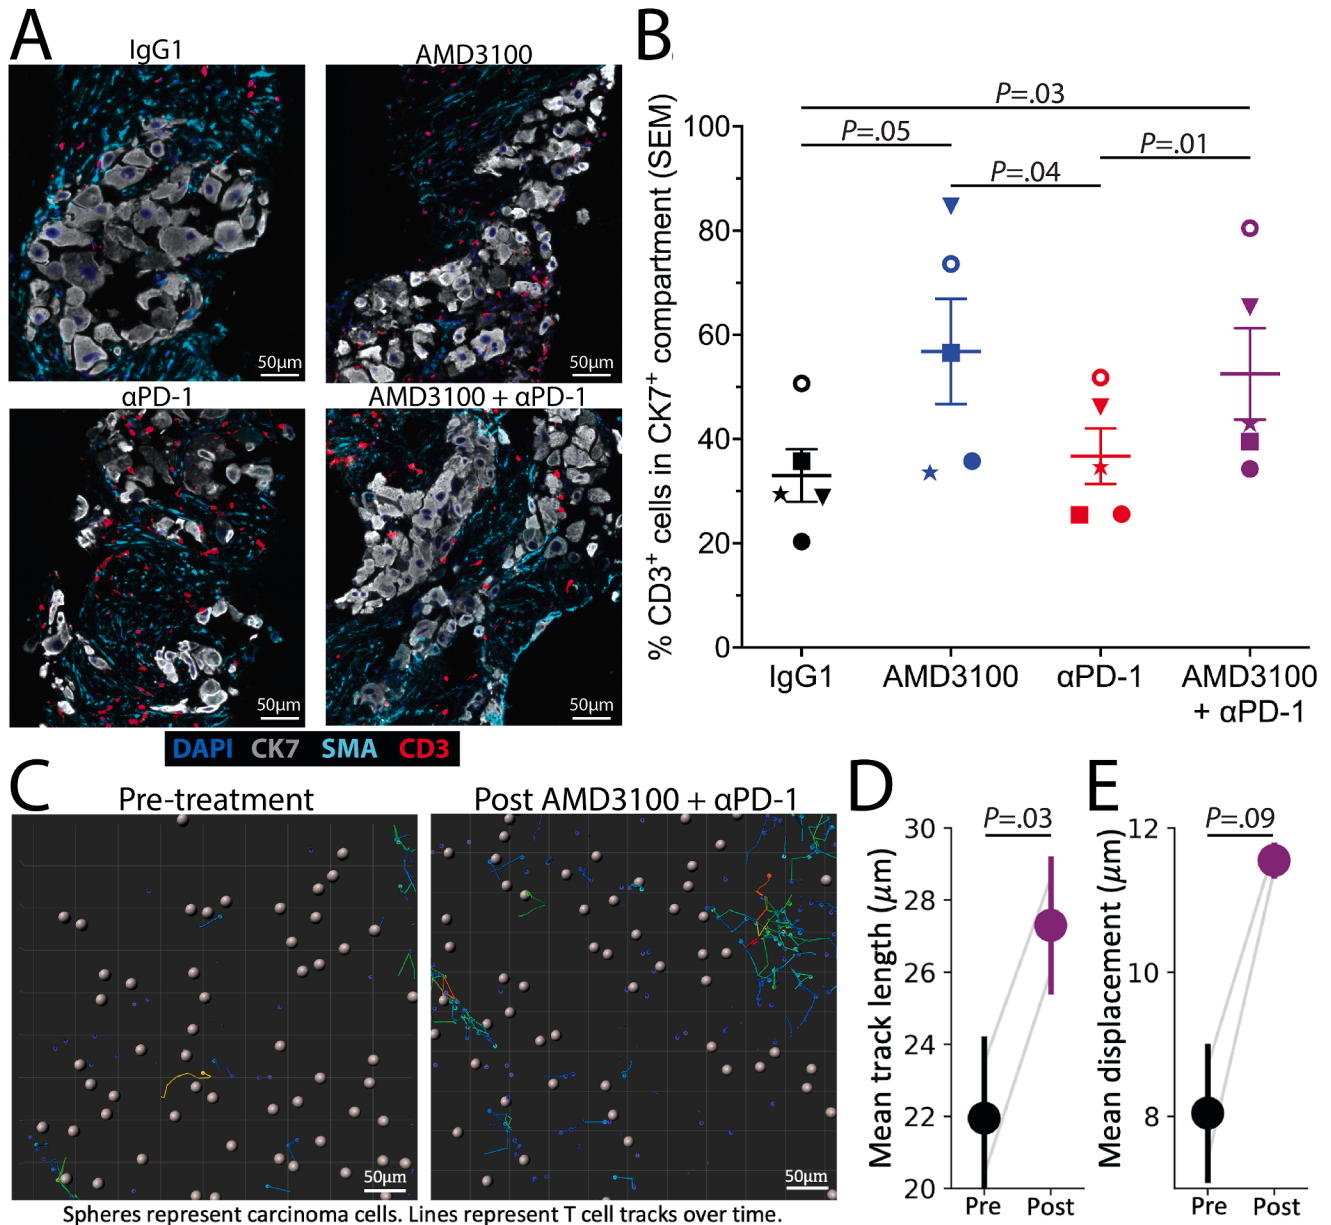 A
IgG1
AMD3100
50μm
50μm
αPD-1
AMD3100 + αPD-1
50μm
50μm
DAPI CK7 SMA CD3
B
% CD3+ cells in CK7+ compartment (SEM)
P=.03
P=.05
P=.01
P=.04
100
80
60
40
20
0
IgG1
AMD3100
αPD-1
AMD3100
+ αPD-1
C
Pre-treatment
Post AMD3100 + αPD-1
50μm
50μm
Spheres represent carcinoma cells. Lines represent T cell tracks over time.
D
Mean track length (μm)
P=.03
30
28
26
24
22
20
Pre
Post
E
Mean displacement (μm)
P=.09
12
10
8
Pre
Post